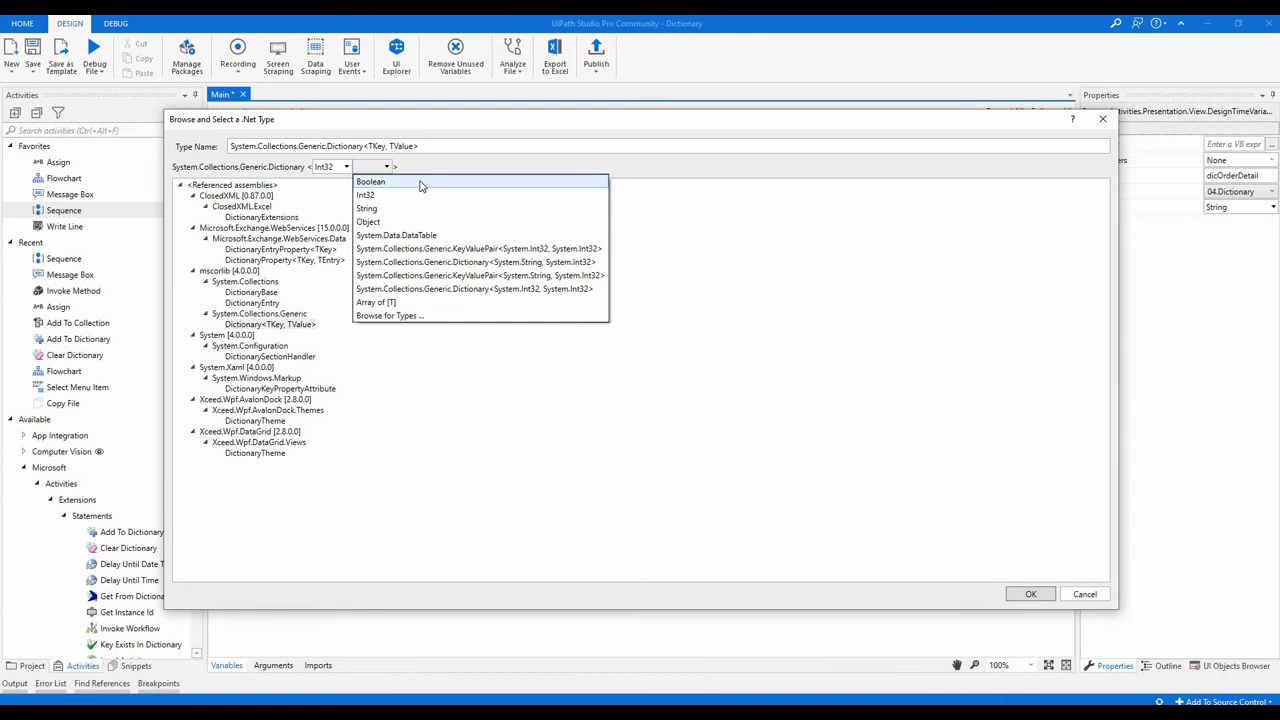 HOME DESIGN DEBUG
UiPath Studio Pro Community - Dictionary
New Save Save as Template Debug File Cut Copy Paste Manage Packages Recording Screen Scraping Data Scraping User Events UI Explorer Remove Unused Variables Analyze File Export to Excel Publish
Activities
Main * ×
Properties
Browse and Select a .Net Type
Type Name: System.Collections.Generic.Dictionary<TKey, TValue>
System.Collections.Generic.Dictionary < Int32 >
Boolean
Int32
String
Object
System.Data.DataTable
System.Collections.Generic.KeyValuePair<System.Int32, System.Int32>
System.Collections.Generic.Dictionary<System.String, System.Int32>
System.Collections.Generic.KeyValuePair<System.String, System.Int32>
System.Collections.Generic.Dictionary<System.Int32, System.Int32>
Array of [T]
Browse for Types ...
<Referenced assemblies>
ClosedXML [0.87.0.0]
ClosedXML.Excel
DictionaryExtensions
Microsoft.Exchange.WebServices [15.0.0.0]
Microsoft.Exchange.WebServices.Data
DictionaryEntryProperty<TKey>
DictionaryProperty<TKey, TEntry>
mscorlib [4.0.0.0]
System.Collections
DictionaryBase
DictionaryEntry
System.Collections.Generic
Dictionary<TKey, TValue>
System [4.0.0.0]
System.Configuration
DictionarySectionHandler
System.Xaml [4.0.0.0]
System.Windows.Markup
DictionaryKeyPropertyAttribute
Xceed.Wpf.AvalonDock [2.8.0.0]
Xceed.Wpf.AvalonDock.Themes
DictionaryTheme
Xceed.Wpf.DataGrid [2.8.0.0]
Xceed.Wpf.DataGrid.Views
DictionaryTheme
OK Cancel
Search activities (Ctrl+Alt+F)
Favorites
Assign
Flowchart
Message Box
Sequence
Write Line
Recent
Sequence
Message Box
Invoke Method
Assign
Add To Collection
Add To Dictionary
Clear Dictionary
Flowchart
Select Menu Item
Copy File
Available
App Integration
Computer Vision
Microsoft
Activities
Extensions
Statements
Add To Dictionary
Clear Dictionary
Delay Until Date T
Delay Until Time
Get From Diction
Get Instance Id
Invoke Workflow
Key Exists In Dictionary
Activities.Presentation.View.DesignTimeVaria...
Enter a VB expr ...
None
dicOrderDetail
04.Dictionary
String
Project Activities Snippets
Variables Arguments Imports
100%
Properties Outline UI Objects Browser
Output Error List Find References Breakpoints
Add To Source Control